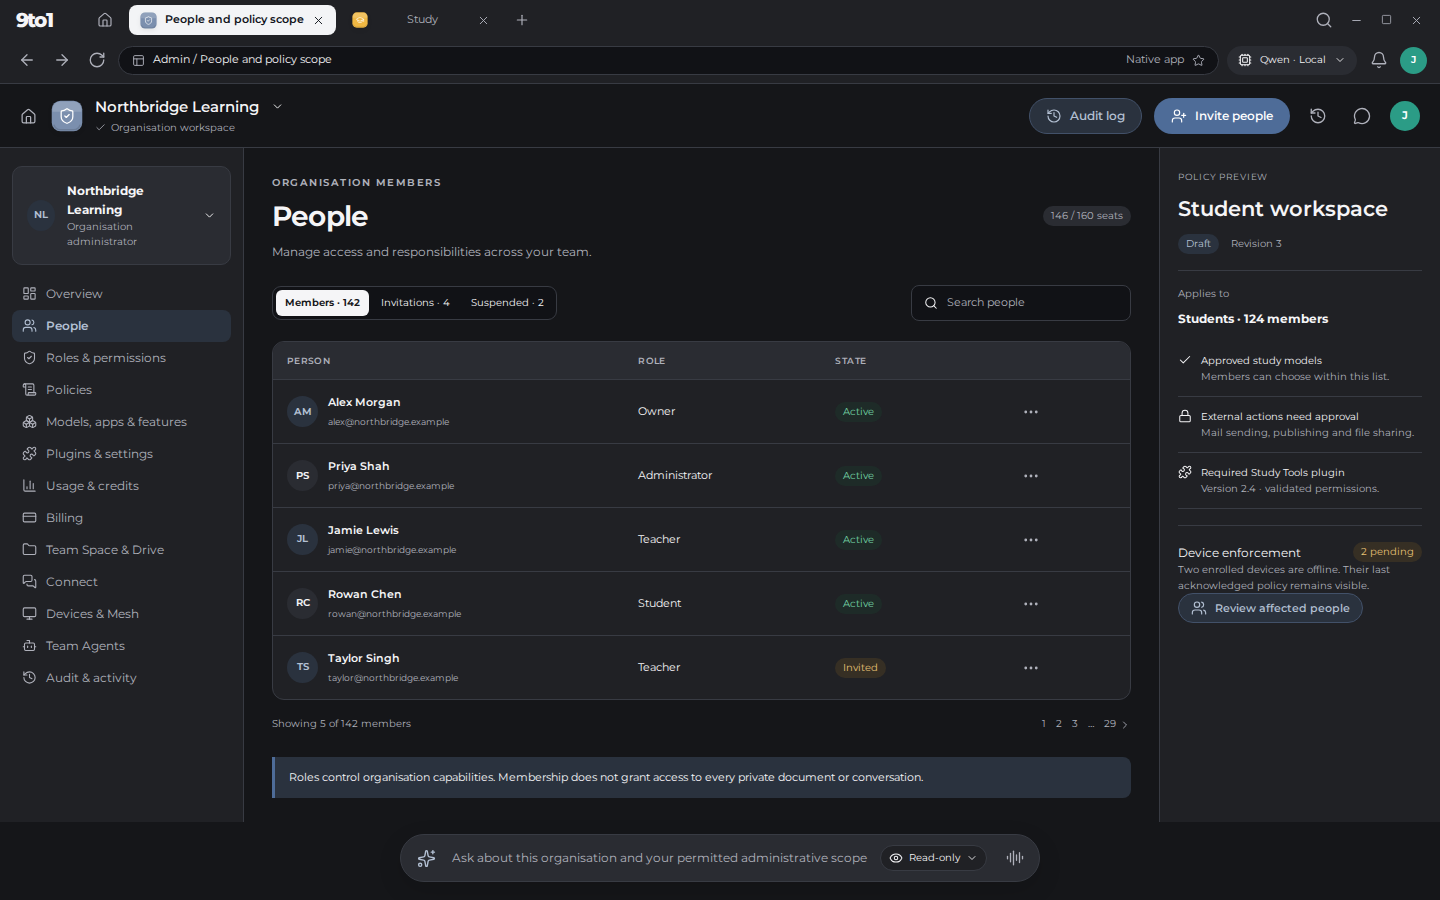 9to1
People and policy scope
Study
Admin / People and policy scope
Native app
Qwen · Local
J
Northbridge Learning
Organisation workspace
Audit log
Invite people
J
NL
Northbridge
Learning
Organisation
administrator
Overview
People
Roles & permissions
Policies
Models, apps & features
Plugins & settings
Usage & credits
Billing
Team Space & Drive
Connect
Devices & Mesh
Team Agents
Audit & activity
ORGANISATION MEMBERS
People
146 / 160 seats
Manage access and responsibilities across your team.
Members · 142
Invitations · 4
Suspended · 2
Search people
PERSON ROLE STATE
AM
Alex Morgan
alex@northbridge.example
Owner
Active
PS
Priya Shah
priya@northbridge.example
Administrator
Active
JL
Jamie Lewis
jamie@northbridge.example
Teacher
Active
RC
Rowan Chen
rowan@northbridge.example
Student
Active
TS
Taylor Singh
taylor@northbridge.example
Teacher
Invited
Showing 5 of 142 members
1 2 3 ... 29
Roles control organisation capabilities. Membership does not grant access to every private document or conversation.
POLICY PREVIEW
Student workspace
Draft
Revision 3
Applies to
Students · 124 members
Approved study models
Members can choose within this list.
External actions need approval
Mail sending, publishing and file sharing.
Required Study Tools plugin
Version 2.4 · validated permissions.
Device enforcement
2 pending
Two enrolled devices are offline. Their last
acknowledged policy remains visible.
Review affected people
Ask about this organisation and your permitted administrative scope
Read-only